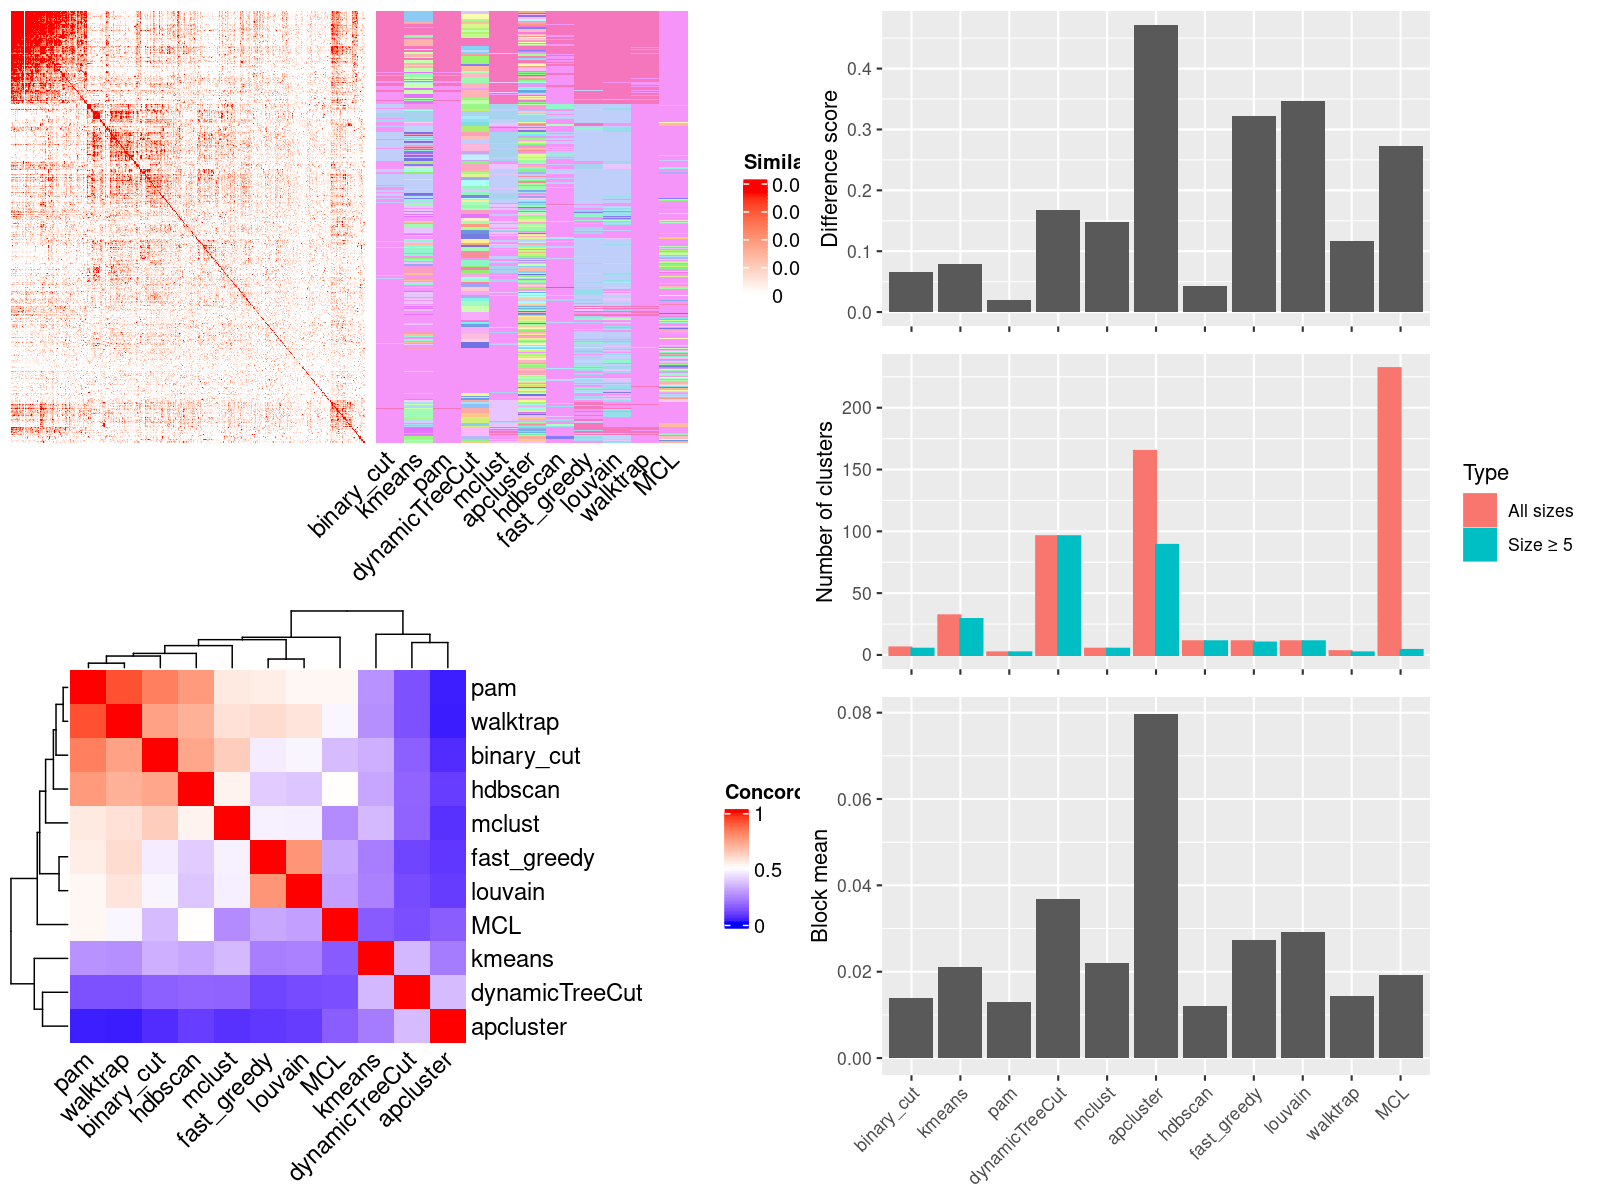 Simila
0.0
0.0
0.0
0.0
0
binary_cut
kmeans
pam
dynamicTreeCut
mclust
apcluster
hdbscan
fast_greedy
louvain
walktrap
MCL
pam
walktrap
binary_cut
hdbscan
mclust
fast_greedy
louvain
MCL
kmeans
dynamicTreeCut
apcluster
pam
walktrap
binary_cut
hdbscan
mclust
fast_greedy
louvain
MCL
kmeans
dynamicTreeCut
apcluster
Concord
1
0.5
0
Difference score
0.4
0.3
0.2
0.1
0.0
Number of clusters
200
150
100
50
0
Type
All sizes
Size ≥ 5
Block mean
0.08
0.06
0.04
0.02
0.00
binary_cut
kmeans
pam
dynamicTreeCut
mclust
apcluster
hdbscan
fast_greedy
louvain
walktrap
MCL